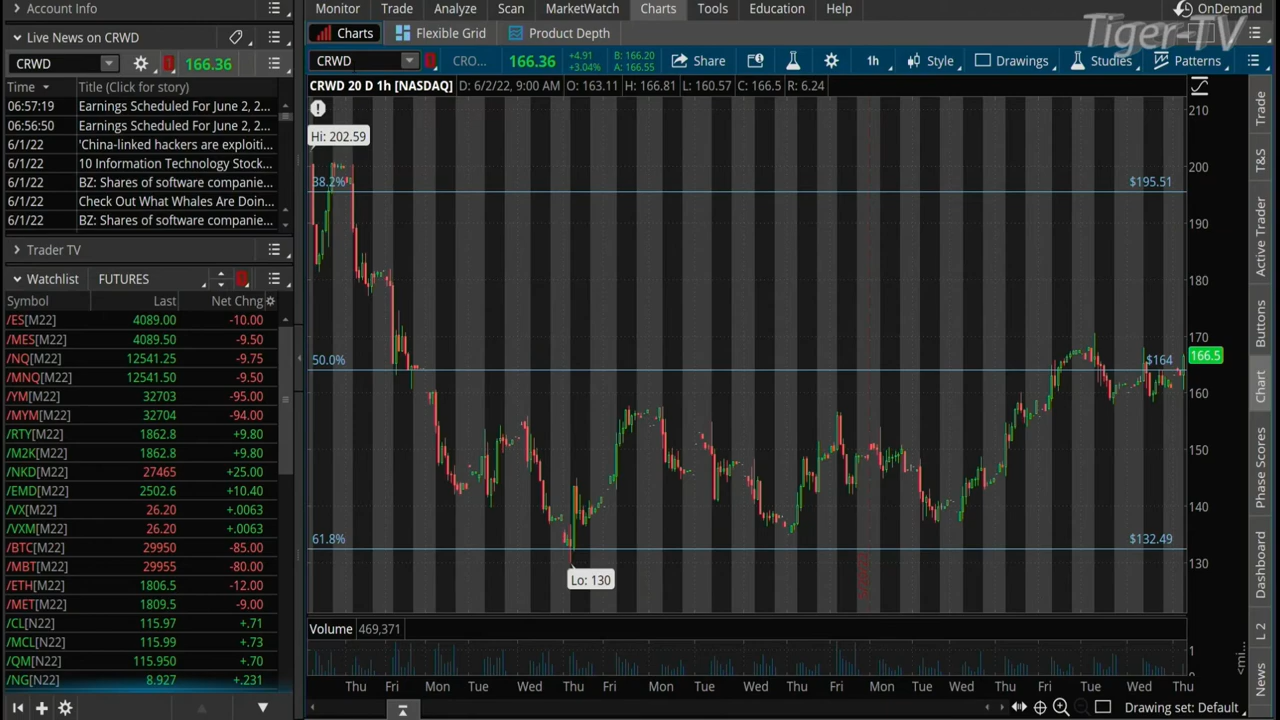 Account Info
Live News on CRWD
CRWD 166.36
Time Title (Click for story)
06:57:19 Earnings Scheduled For June 2, 2...
06:56:50 Earnings Scheduled For June 2, 2...
6/1/22 'China-linked hackers are exploiti...
6/1/22 10 Information Technology Stock...
6/1/22 BZ: Shares of software companie...
6/1/22 Check Out What Whales Are Doin...
6/1/22 BZ: Shares of software companie...
Trader TV
Watchlist FUTURES
Symbol Last Net Chng
/ES[M22] 4089.00 -10.00
/MES[M22] 4089.50 -9.50
/NQ[M22] 12541.25 -9.75
/MNQ[M22] 12541.50 -9.50
/YM[M22] 32703 -95.00
/MYM[M22] 32704 -94.00
/RTY[M22] 1862.8 +9.80
/M2K[M22] 1862.8 +9.80
/NKD[M22] 27465 +25.00
/EMD[M22] 2502.6 +10.40
/VX[M22] 26.20 +.0063
/VXM[M22] 26.20 +.0063
/BTC[M22] 29950 -85.00
/MBT[M22] 29955 -80.00
/ETH[M22] 1806.5 -12.00
/MET[M22] 1809.5 -9.00
/CL[N22] 115.97 +.71
/MCL[N22] 115.99 +.73
/QM[N22] 115.950 +.70
/NG[N22] 8.927 +.231
Monitor Trade Analyze Scan MarketWatch Charts Tools Education Help OnDemand
Tiger-TV
Charts Flexible Grid Product Depth
CRWD CRO... 166.36 +4.91 B: 166.20 Share 1h Style Drawings Studies Patterns
+3.04% A: 166.55
CRWD 20 D 1h [NASDAQ] D: 6/2/22, 9:00 AM O: 163.11 H: 166.81 L: 160.57 C: 166.5 R: 6.24
Hi: 202.59
38.2% $195.51
50.0% $164
61.8% $132.49
Lo: 130
210
200
190
180
170
166.5
160
150
140
130
Volume 469,371
1
0
Thu Fri Mon Tue Wed Thu Fri Mon Tue Thu Fri Mon Tue Wed Thu Fri Tue Wed Thu
Drawing set: Default
Trade
T&S
Active Trader
Buttons
Chart
Phase Scores
Dashboard
L 2
News
<mi...